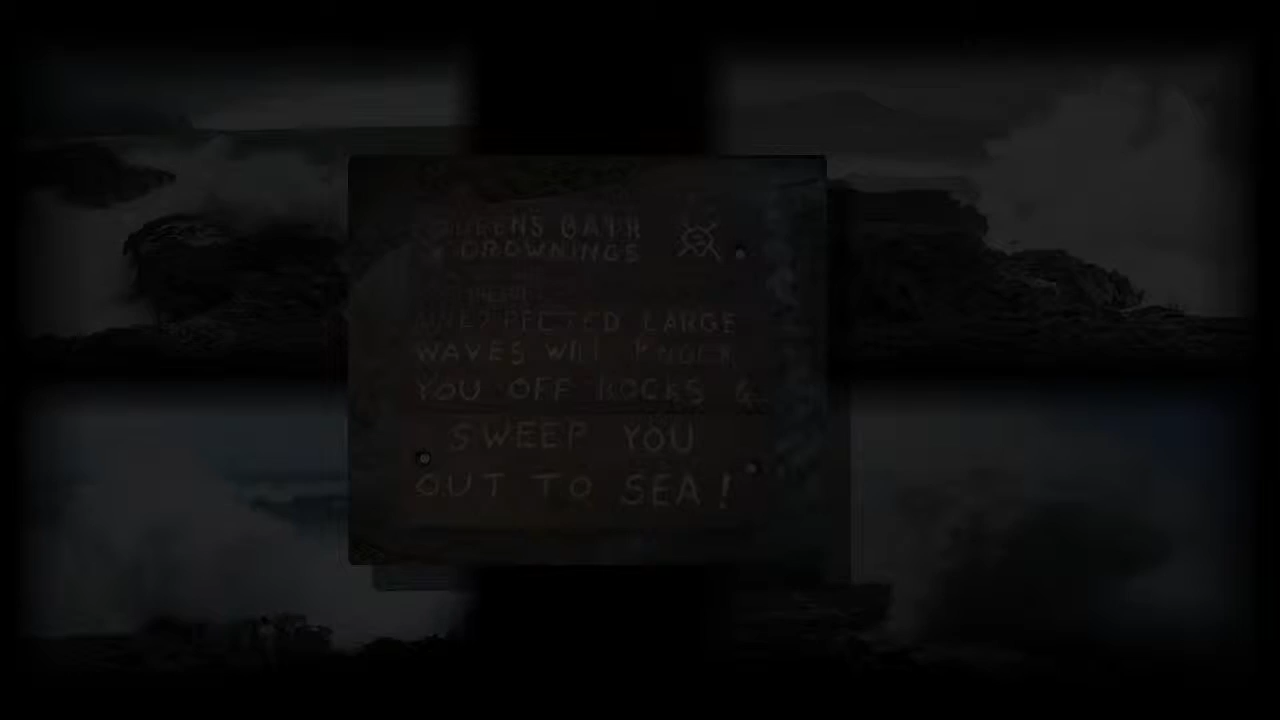 QUEENS BATH
DROWNINGS
UNEXPECTED LARGE
WAVES WILL KNOCK
YOU OFF ROCKS &
SWEEP YOU
OUT TO SEA!